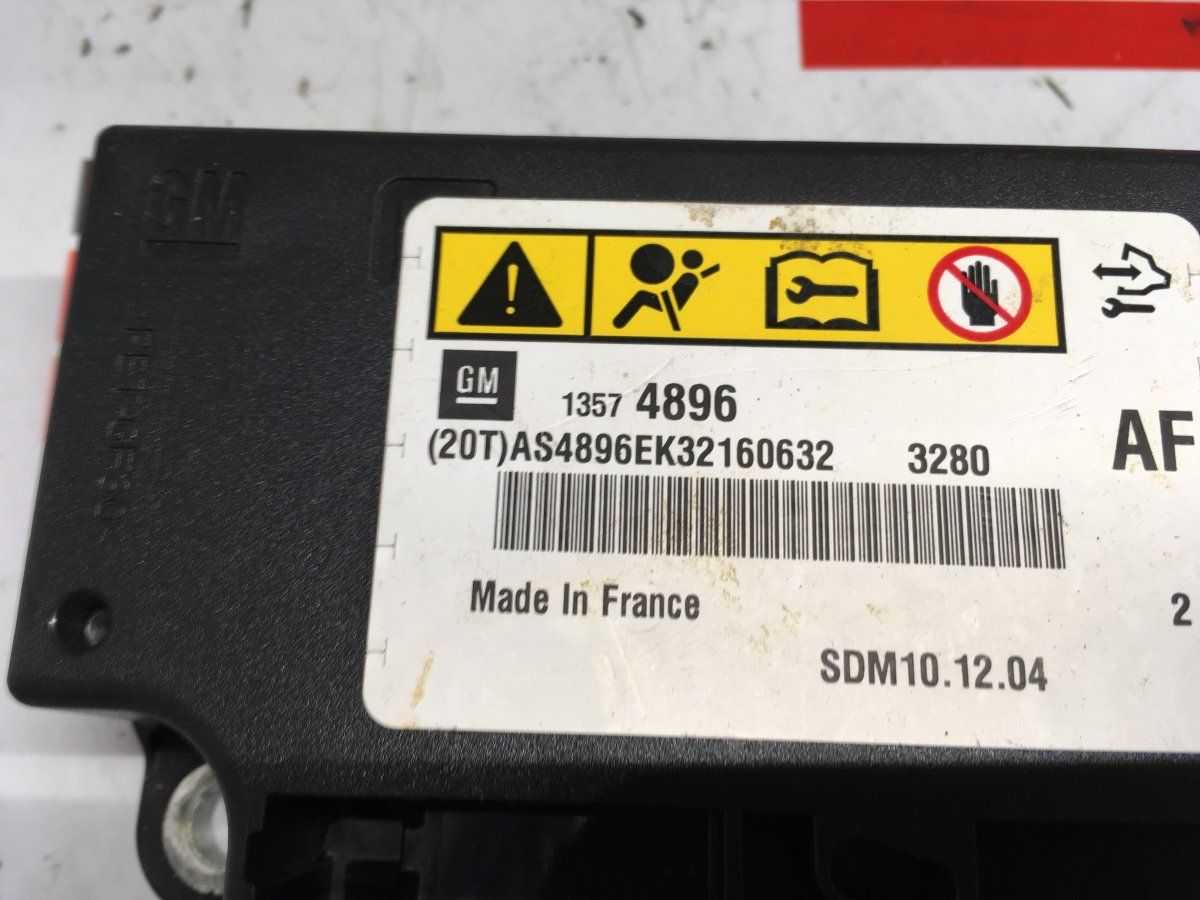 GM
GM
1357 4896
AF
(20T)AS4896EK32160632 3280
Made In France
2
SDM10.12.04